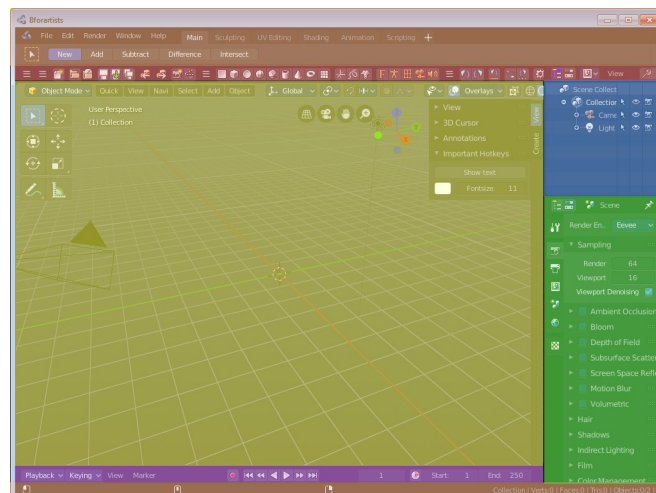 Bforartists
File Edit Render Window Help Main Sculpting UV Editing Shading Animation Scripting +
New Add Subtract Difference Intersect
View
Object Mode Quick View Navi Select Add Object Global Overlays
User Perspective
(1) Collection
View
3D Cursor
Annotations
Important Hotkeys
Show text
Fontsize: 11
View
Create
Scene Collect
Collection
Came
Light
Scene
Render En.. Eevee
Sampling
Render 64
Viewport 16
Viewport Denoising
Ambient Occlusion
Bloom
Depth of Field
Subsurface Scatter
Screen Space Refle
Motion Blur
Volumetric
Hair
Shadows
Indirect Lighting
Film
Color Management
Playback Keying View Marker 1 Start: 1 End: 250
Collection | Verts:0 | Faces:0 | Tris:0 | Objects:0/2 |